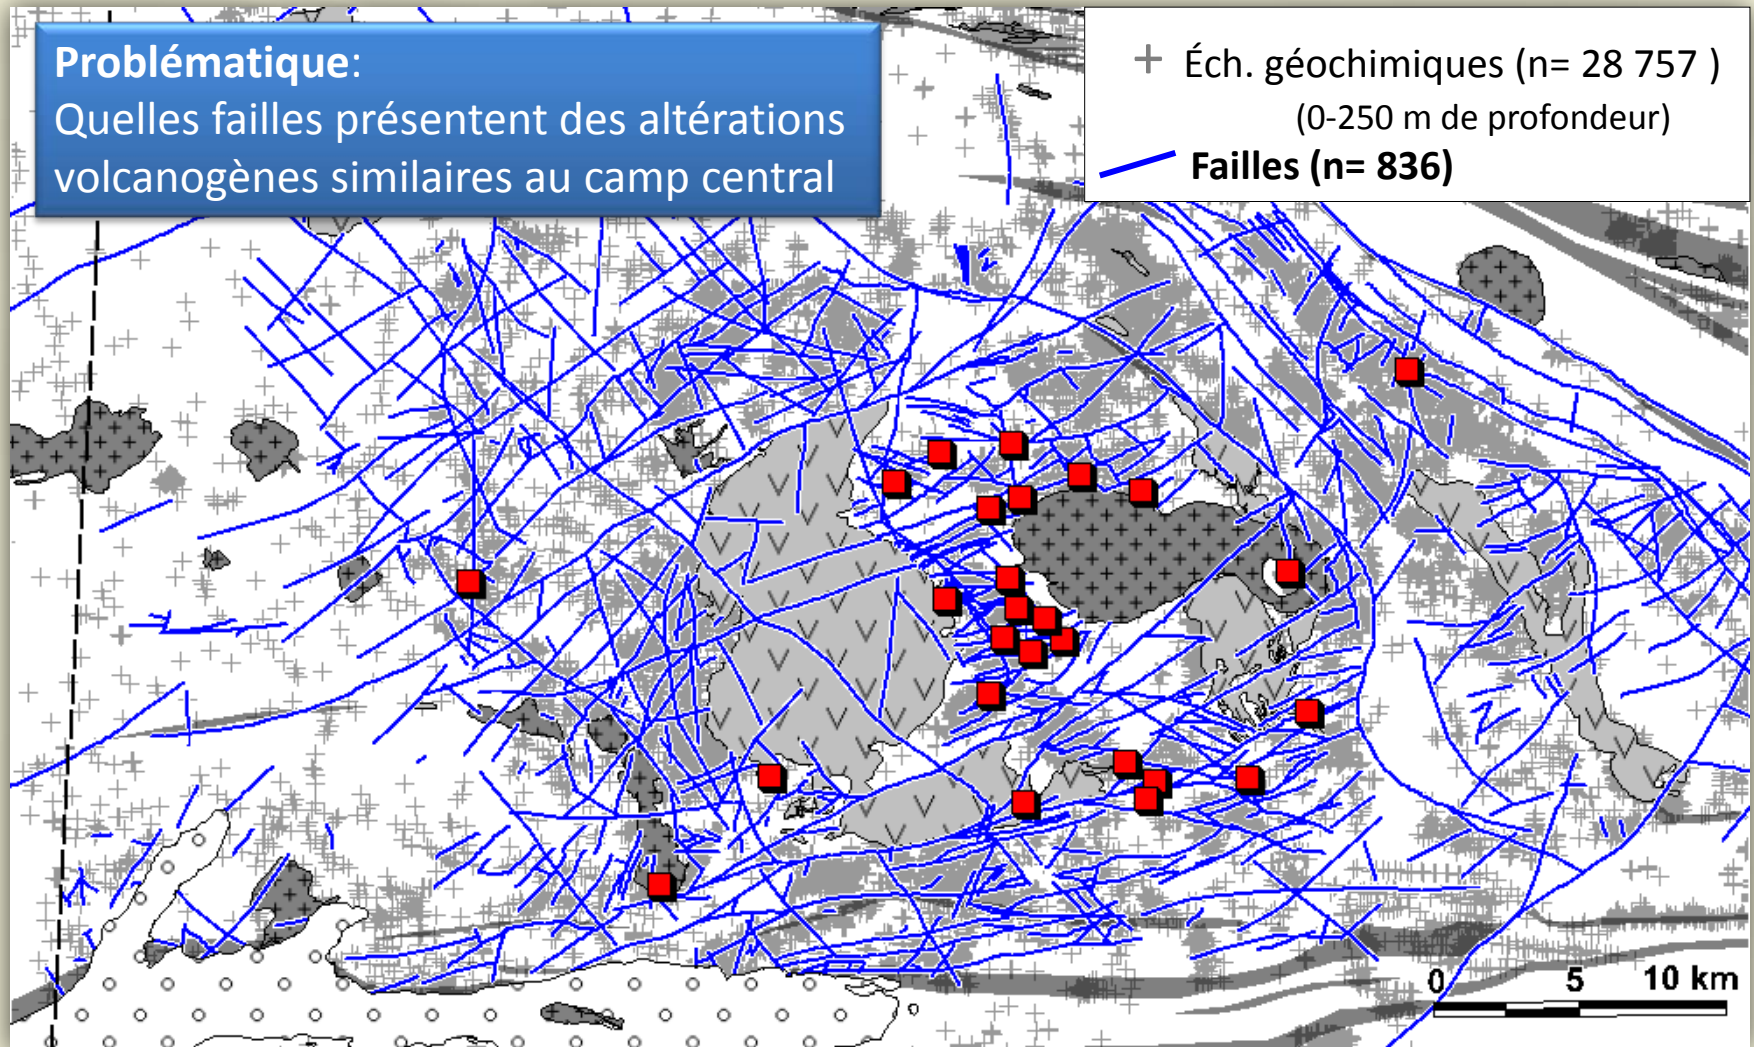 Problématique:
Quelles failles présentent des altérations
volcanogènes similaires au camp central
+ Éch. géochimiques (n= 28 757 )
(0-250 m de profondeur)
Failles (n= 836)
0 5 10 km